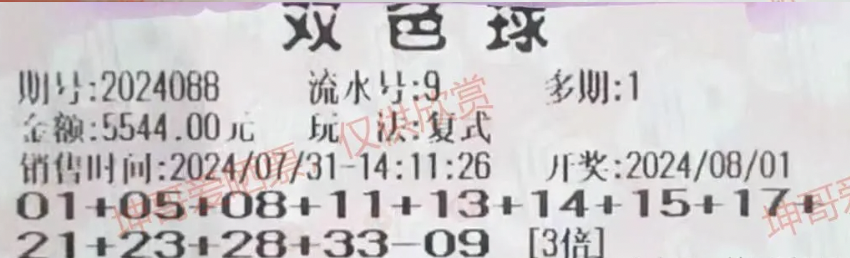 双色球
期号:2024088 流水号:9 多期:1
金额:5544.00元 玩 法:复式
销售时间:2024/07/31-14:11:26 开奖:2024/08/01
01+05+08+11+13+14+15+17+
21+23+28+33-09 [3倍]
坤哥爱拍票 仅供欣赏
坤哥爱